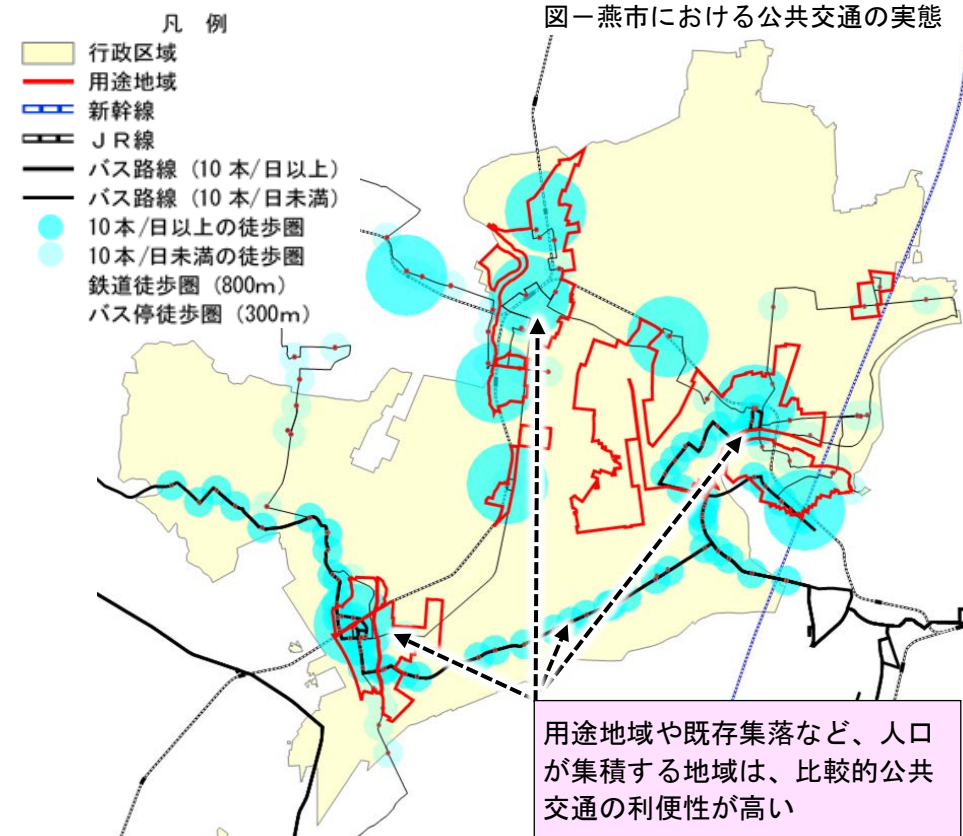 図－燕市における公共交通の実態
凡 例
行政区域
用途地域
新幹線
ＪＲ線
バス路線（10 本/日以上）
バス路線（10 本/日未満）
10本/日以上の徒歩圏
10本/日未満の徒歩圏
鉄道徒歩圏（800ｍ）
バス停徒歩圏（300ｍ）
用途地域や既存集落など、人口
が集積する地域は、比較的公共
交通の利便性が高い